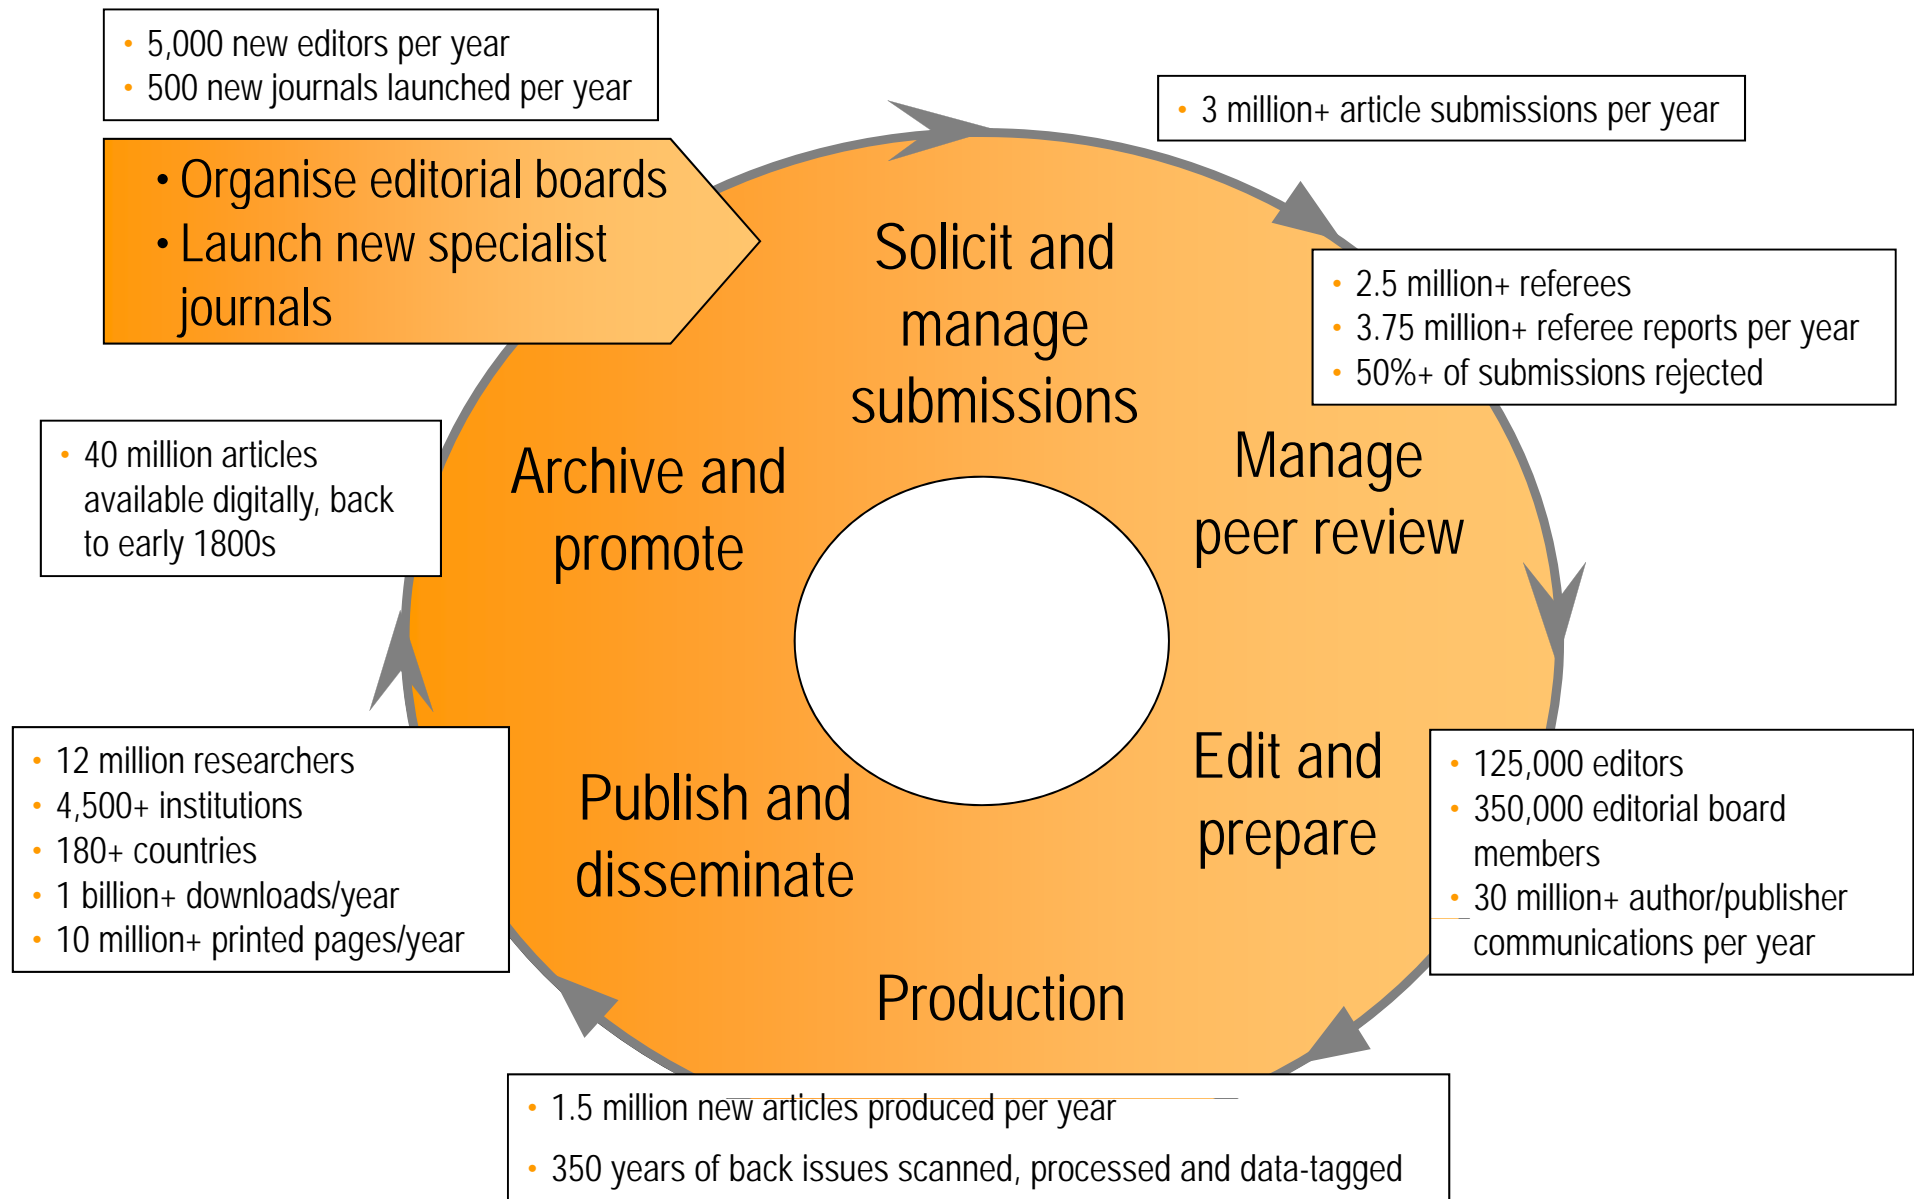 • 5,000 new editors per year
• 500 new journals launched per year
• Organise editorial boards
• Launch new specialist
journals
• 3 million+ article submissions per year
Solicit and
manage
submissions
• 2.5 million+ referees
• 3.75 million+ referee reports per year
• 50%+ of submissions rejected
Manage
peer review
• 125,000 editors
• 350,000 editorial board
members
• 30 million+ author/publisher
communications per year
Edit and
prepare
Production
• 1.5 million new articles produced per year
• 350 years of back issues scanned, processed and data-tagged
Publish and
disseminate
• 12 million researchers
• 4,500+ institutions
• 180+ countries
• 1 billion+ downloads/year
• 10 million+ printed pages/year
Archive and
promote
• 40 million articles
available digitally, back
to early 1800s